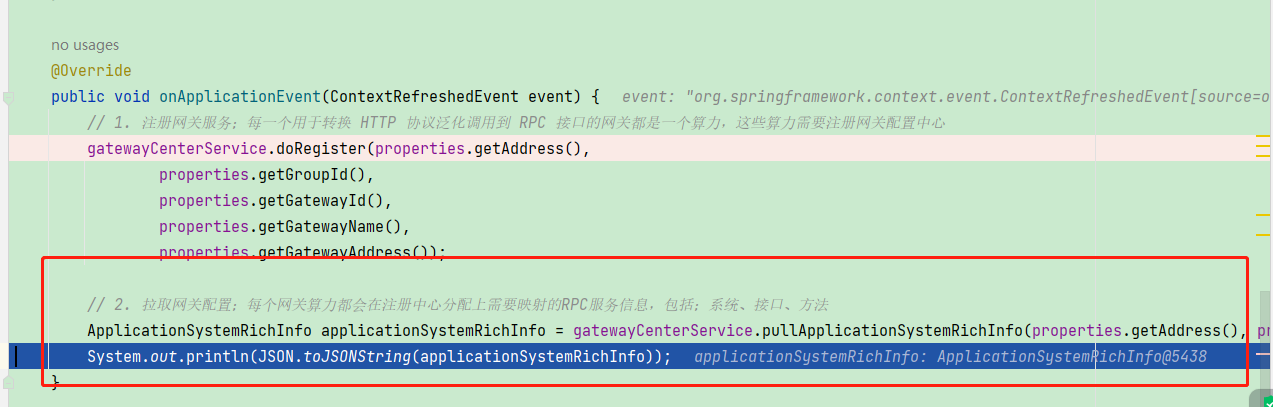 no usages
@Override
public void onApplicationEvent(ContextRefreshedEvent event) {   event: "org.springframework.context.event.ContextRefreshedEvent[source=o
// 1. 注册网关服务；每一个用于转换 HTTP 协议泛化调用到 RPC 接口的网关都是一个算力，这些算力需要注册网关配置中心
gatewayCenterService.doRegister(properties.getAddress(),
properties.getGroupId(),
properties.getGatewayId(),
properties.getGatewayName(),
properties.getGatewayAddress());
// 2. 拉取网关配置；每个网关算力都会在注册中心分配上需要映射的RPC服务信息，包括；系统、接口、方法
ApplicationSystemRichInfo applicationSystemRichInfo = gatewayCenterService.pullApplicationSystemRichInfo(properties.getAddress(), pr
System.out.println(JSON.toJSONString(applicationSystemRichInfo));   applicationSystemRichInfo: ApplicationSystemRichInfo@5438
}